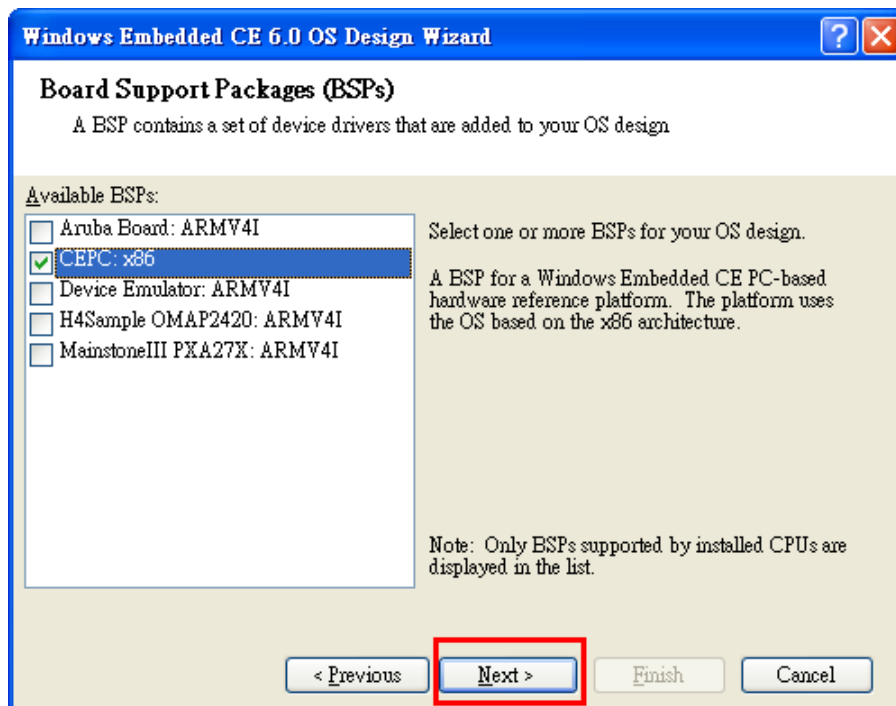 Windows Embedded CE 6.0 OS Design Wizard
Board Support Packages (BSPs)
A BSP contains a set of device drivers that are added to your OS design
Available BSPs:
Aruba Board: ARMV4I
CEPC: x86
Device Emulator: ARMV4I
H4Sample OMAP2420: ARMV4I
MainstoneIII PXA27X: ARMV4I
Select one or more BSPs for your OS design.
A BSP for a Windows Embedded CE PC-based
hardware reference platform. The platform uses
the OS based on the x86 architecture.
Note: Only BSPs supported by installed CPUs are
displayed in the list.
< Previous
Next >
Finish
Cancel